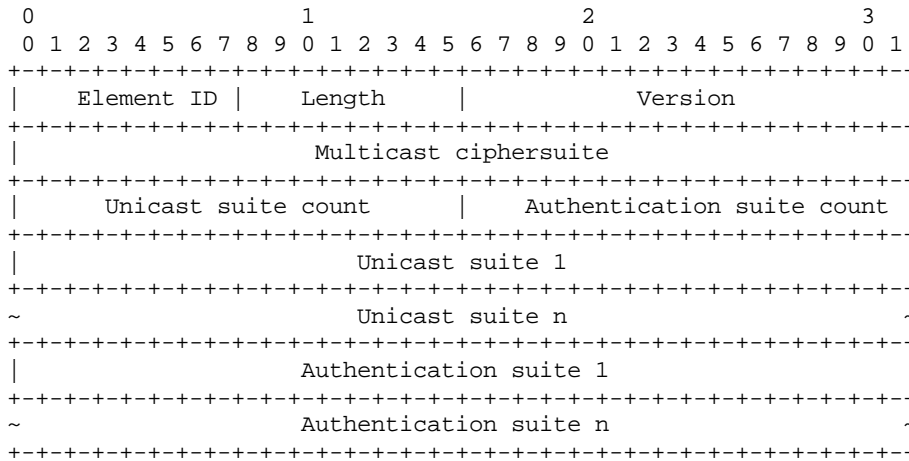 0                   1                   2                   3
 0 1 2 3 4 5 6 7 8 9 0 1 2 3 4 5 6 7 8 9 0 1 2 3 4 5 6 7 8 9 0 1
+-+-+-+-+-+-+-+-+-+-+-+-+-+-+-+-+-+-+-+-+-+-+-+-+-+-+-+-+-+-+-+--
|    Element ID |    Length     |            Version
+-+-+-+-+-+-+-+-+-+-+-+-+-+-+-+-+-+-+-+-+-+-+-+-+-+-+-+-+-+-+-+--
|                     Multicast ciphersuite
+-+-+-+-+-+-+-+-+-+-+-+-+-+-+-+-+-+-+-+-+-+-+-+-+-+-+-+-+-+-+-+--
|      Unicast suite count      |    Authentication suite count
+-+-+-+-+-+-+-+-+-+-+-+-+-+-+-+-+-+-+-+-+-+-+-+-+-+-+-+-+-+-+-+--
|                        Unicast suite 1
+-+-+-+-+-+-+-+-+-+-+-+-+-+-+-+-+-+-+-+-+-+-+-+-+-+-+-+-+-+-+-+--
~                        Unicast suite n                        ~
+-+-+-+-+-+-+-+-+-+-+-+-+-+-+-+-+-+-+-+-+-+-+-+-+-+-+-+-+-+-+-+--
|                    Authentication suite 1
+-+-+-+-+-+-+-+-+-+-+-+-+-+-+-+-+-+-+-+-+-+-+-+-+-+-+-+-+-+-+-+--
~                    Authentication suite n                     ~
+-+-+-+-+-+-+-+-+-+-+-+-+-+-+-+-+-+-+-+-+-+-+-+-+-+-+-+-+-+-+-+--